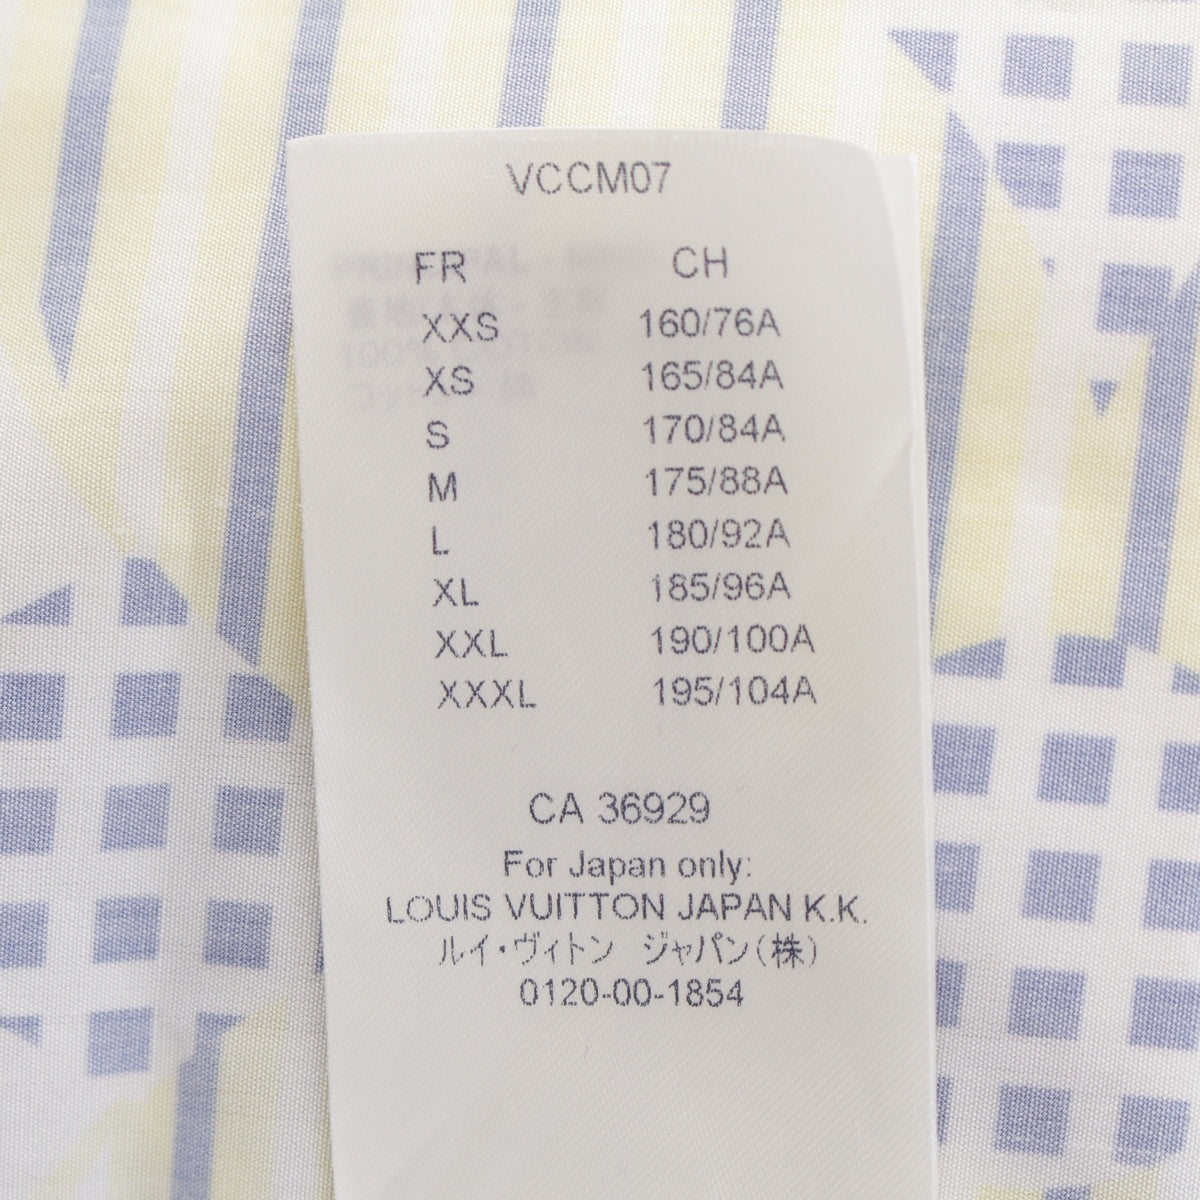 VCCM07
FR CH
XXS 160/76A
XS 165/84A
S 170/84A
M 175/88A
L 180/92A
XL 185/96A
XXL 190/100A
XXXL 195/104A
CA 36929
For Japan only:
LOUIS VUITTON JAPAN K.K.
ルイ・ヴィトン ジャパン(株)
0120-00-1854